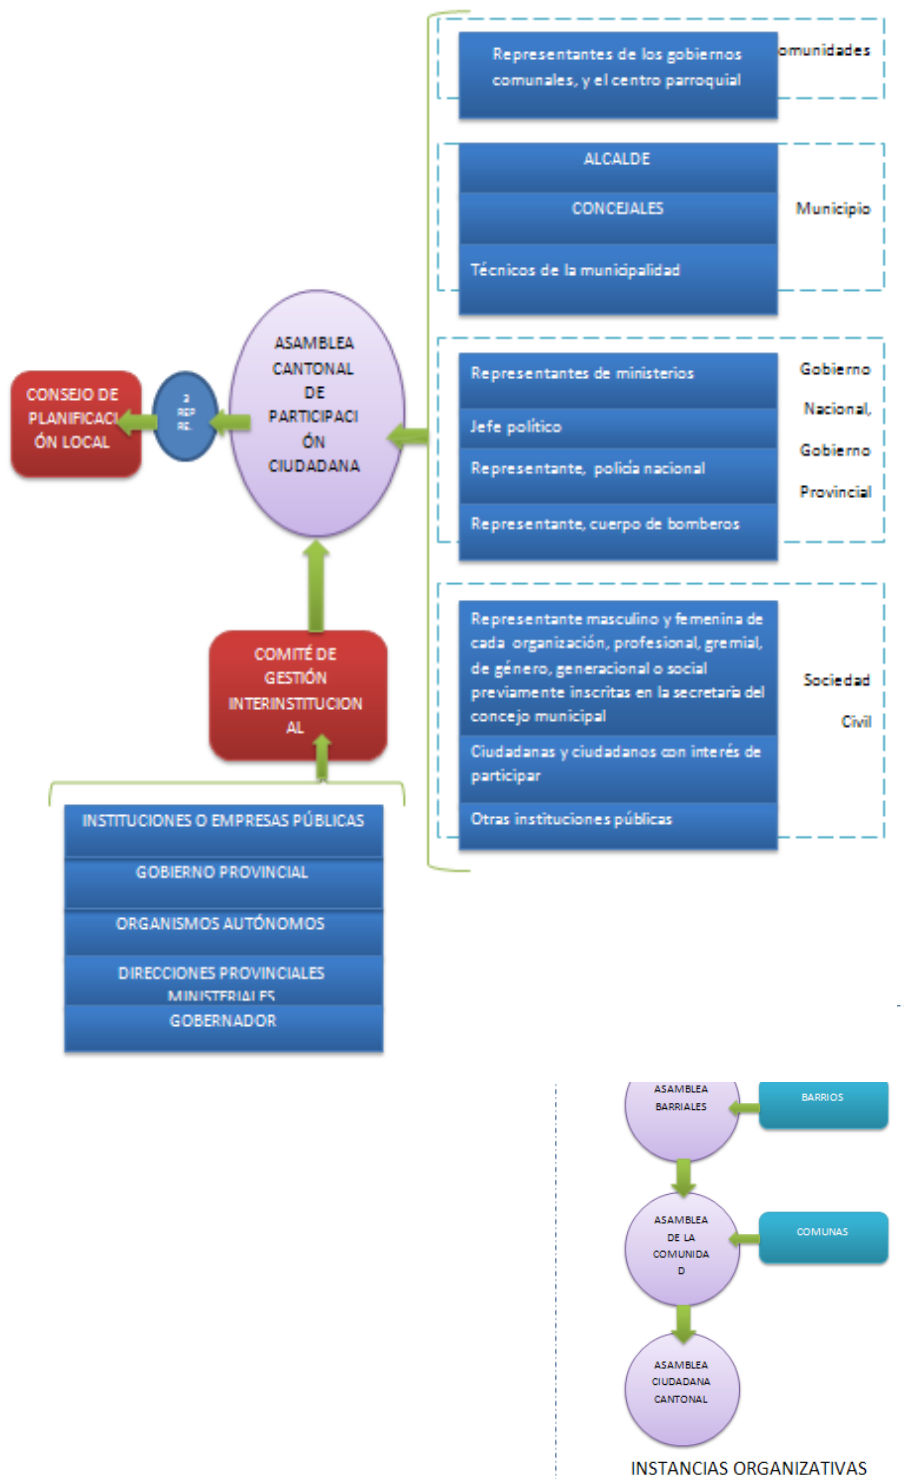 Representantes de los gobiernos
comunales, y el centro parroquial
omunidades
ALCALDE
CONCEJALES
Técnicos de la municipalidad
Municipio
Representantes de ministerios
Jefe político
Representante, policía nacional
Representante, cuerpo de bomberos
Gobierno
Nacional,
Gobierno
Provincial
Representante masculino y femenina de
cada organización, profesional, gremial,
de género, generacional o social
previamente inscritas en la secretaria del
concejo municipal
Ciudadanas y ciudadanos con interés de
participar
Otras instituciones públicas
Sociedad
Civil
ASAMBLEA
CANTONAL
DE
PARTICIPACI
ÓN
CIUDADANA
3
REP
RE.
CONSEJO DE
PLANIFICACI
ÓN LOCAL
COMITÉ DE
GESTIÓN
INTERINSTITUCION
AL
INSTITUCIONES O EMPRESAS PÚBLICAS
GOBIERNO PROVINCIAL
ORGANISMOS AUTÓNOMOS
DIRECCIONES PROVINCIALES
MINISTERIALES
GOBERNADOR
ASAMBLEA
BARRIALES
BARRIOS
ASAMBLEA
DE LA
COMUNIDA
D
COMUNAS
ASAMBLEA
CIUDADANA
CANTONAL
INSTANCIAS ORGANIZATIVAS